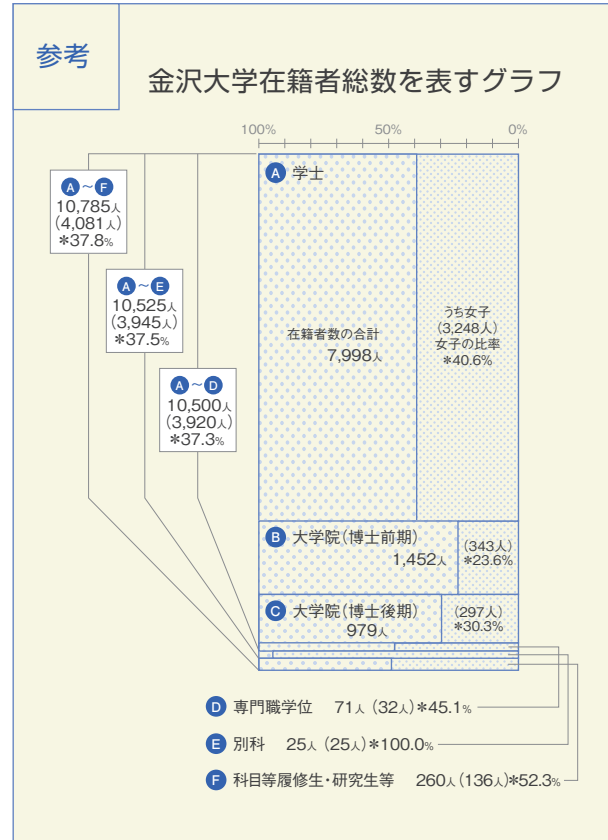 参考
金沢大学在籍者総数を表すグラフ
100% 50% 0%
A 学士
A～F
10,785人
(4,081人)
*37.8%
A～E
10,525人
(3,945人)
*37.5%
A～D
10,500人
(3,920人)
*37.3%
在籍者数の合計
7,998人
うち女子
(3,248人)
女子の比率
*40.6%
B 大学院(博士前期)
1,452人
(343人)
*23.6%
C 大学院(博士後期)
979人
(297人)
*30.3%
D 専門職学位 71人 (32人)*45.1%
E 別科 25人 (25人)*100.0%
F 科目等履修生・研究生等 260人(136人)*52.3%